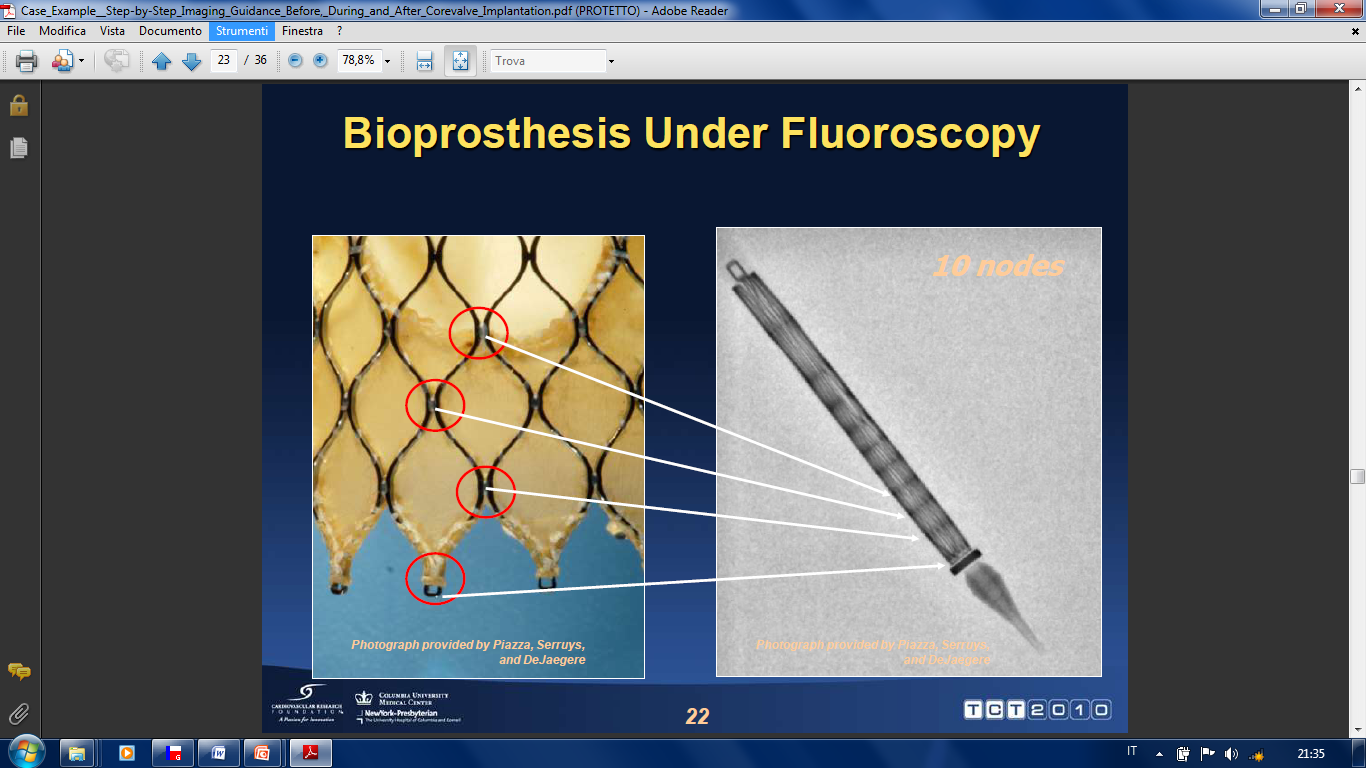 Case_Example__Step-by-Step_Imaging_Guidance_Before,_During_and_After_Corevalve_Implantation.pdf (PROTETTO) - Adobe Reader
File Modifica Vista Documento Strumenti Finestra ?
23 / 36 78,8% Trova
Bioprosthesis Under Fluoroscopy
10 nodes
Photograph provided by Piazza, Serruys,
and DeJaegere
Photograph provided by Piazza, Serruys,
and DeJaegere
CARDIOVASCULAR RESEARCH
FOUNDATION
A Passion for Innovation
COLUMBIA UNIVERSITY
MEDICAL CENTER
NewYork-Presbyterian
The University Hospital of Columbia and Cornell
22
TCT2010
IT 21:35